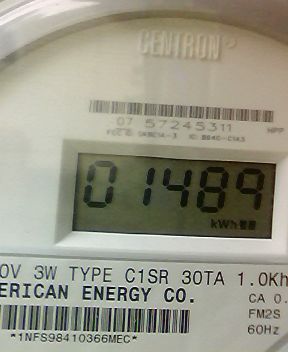 CENTRON
07 57245311 HPP
01489
kWh
0V 3W TYPE C1SR 30TA 1.0Kh
ERICAN ENERGY CO. CA 0.
FM2S
60Hz
*1NFS98410366MEC*